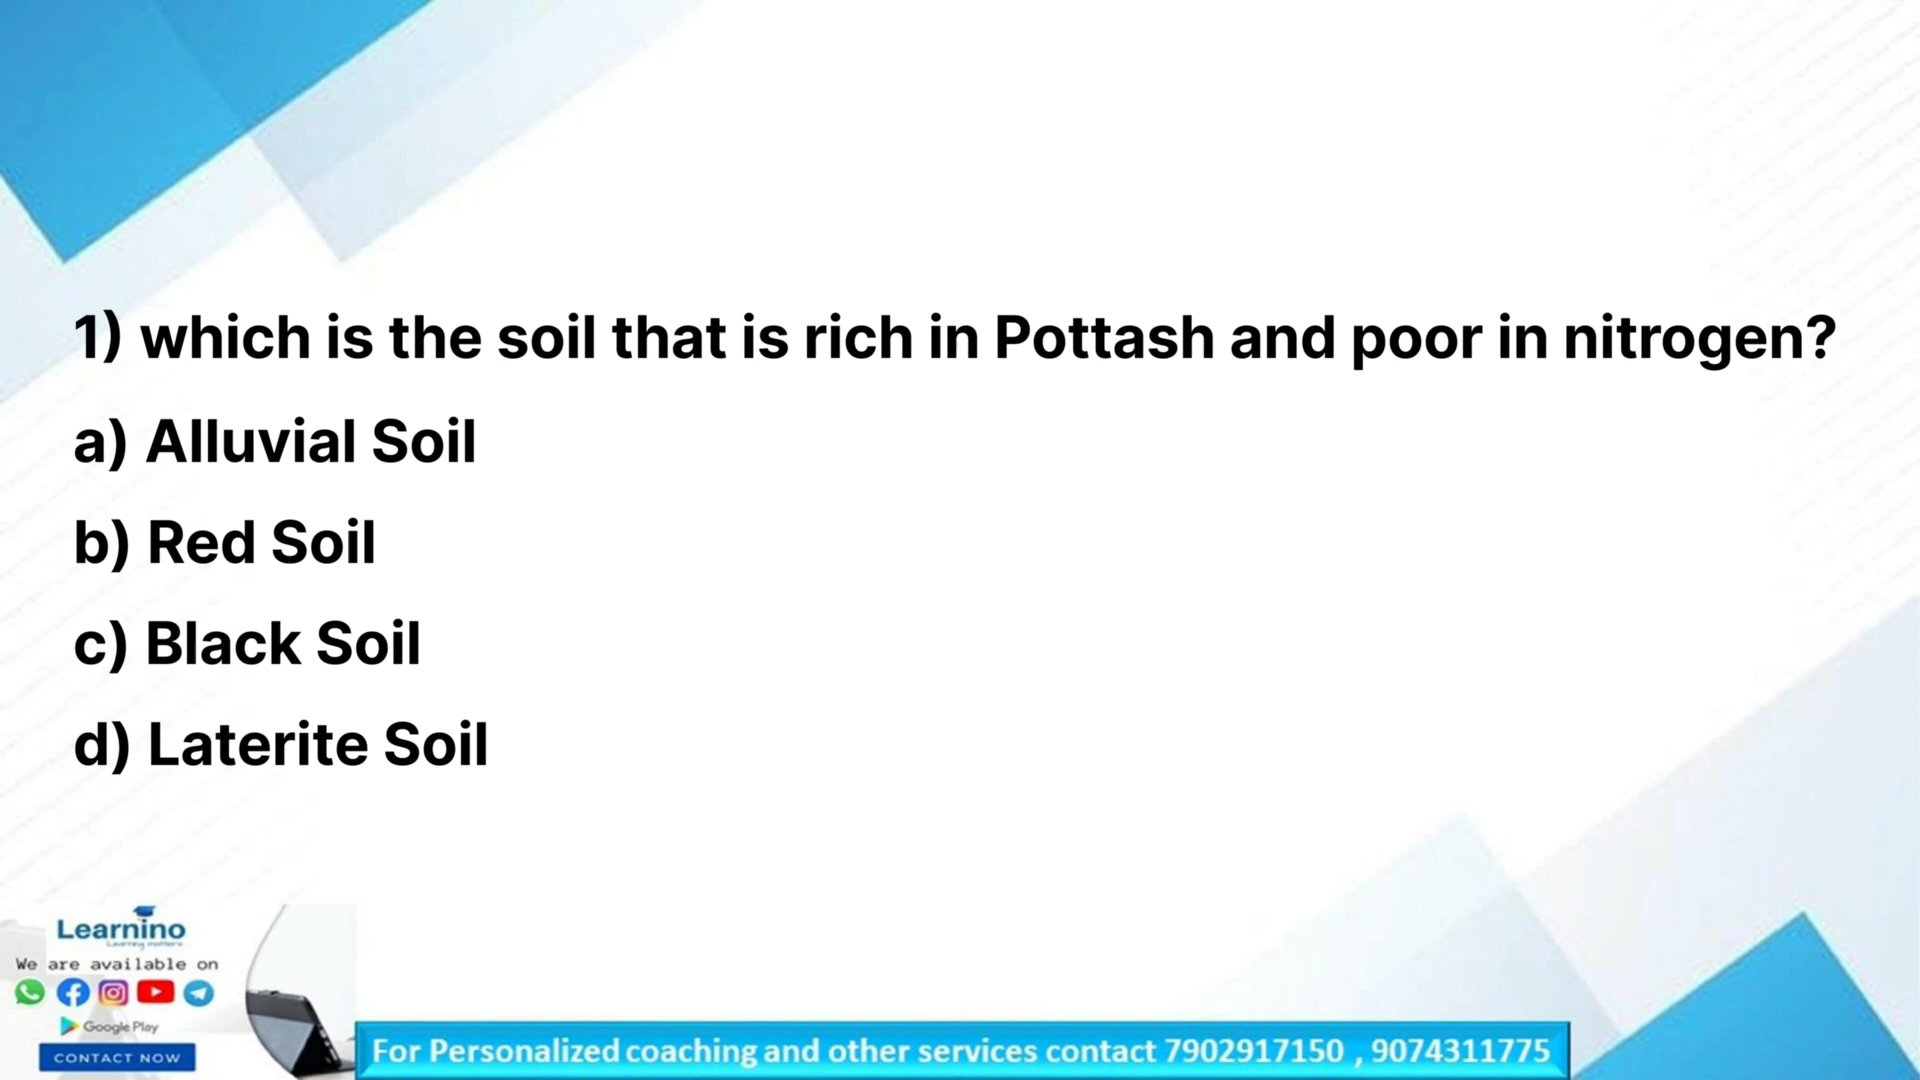 1) which is the soil that is rich in Pottash and poor in nitrogen?
a) Alluvial Soil
b) Red Soil
c) Black Soil
d) Laterite Soil
Learnino
Learning matters
We are available on
Google Play
CONTACT NOW
For Personalized coaching and other services contact 7902917150 , 9074311775